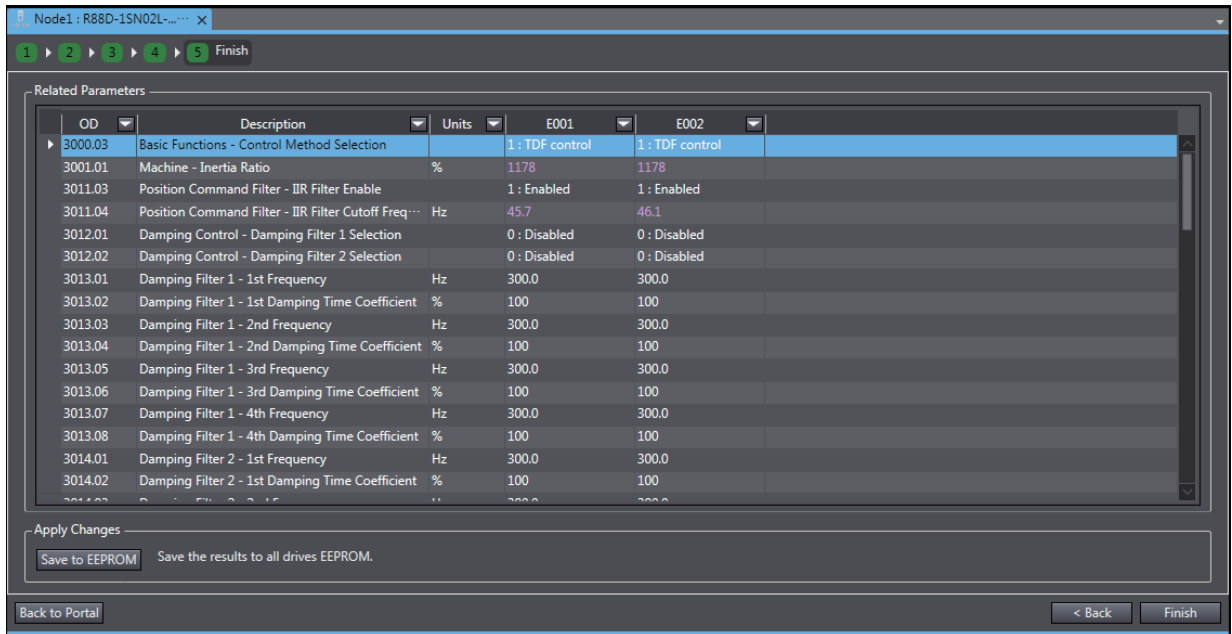 Node1 : R88D-1SN02L-...··· X
1 2 3 4 5 Finish
Related Parameters
OD Description Units E001 E002
3000.03 Basic Functions - Control Method Selection 1 : TDF control 1 : TDF control
3001.01 Machine - Inertia Ratio % 1178 1178
3011.03 Position Command Filter - IIR Filter Enable 1 : Enabled 1 : Enabled
3011.04 Position Command Filter - IIR Filter Cutoff Freq··· Hz 45.7 46.1
3012.01 Damping Control - Damping Filter 1 Selection 0 : Disabled 0 : Disabled
3012.02 Damping Control - Damping Filter 2 Selection 0 : Disabled 0 : Disabled
3013.01 Damping Filter 1 - 1st Frequency Hz 300.0 300.0
3013.02 Damping Filter 1 - 1st Damping Time Coefficient % 100 100
3013.03 Damping Filter 1 - 2nd Frequency Hz 300.0 300.0
3013.04 Damping Filter 1 - 2nd Damping Time Coefficient % 100 100
3013.05 Damping Filter 1 - 3rd Frequency Hz 300.0 300.0
3013.06 Damping Filter 1 - 3rd Damping Time Coefficient % 100 100
3013.07 Damping Filter 1 - 4th Frequency Hz 300.0 300.0
3013.08 Damping Filter 1 - 4th Damping Time Coefficient % 100 100
3014.01 Damping Filter 2 - 1st Frequency Hz 300.0 300.0
3014.02 Damping Filter 2 - 1st Damping Time Coefficient % 100 100
Apply Changes
Save to EEPROM Save the results to all drives EEPROM.
Back to Portal < Back Finish